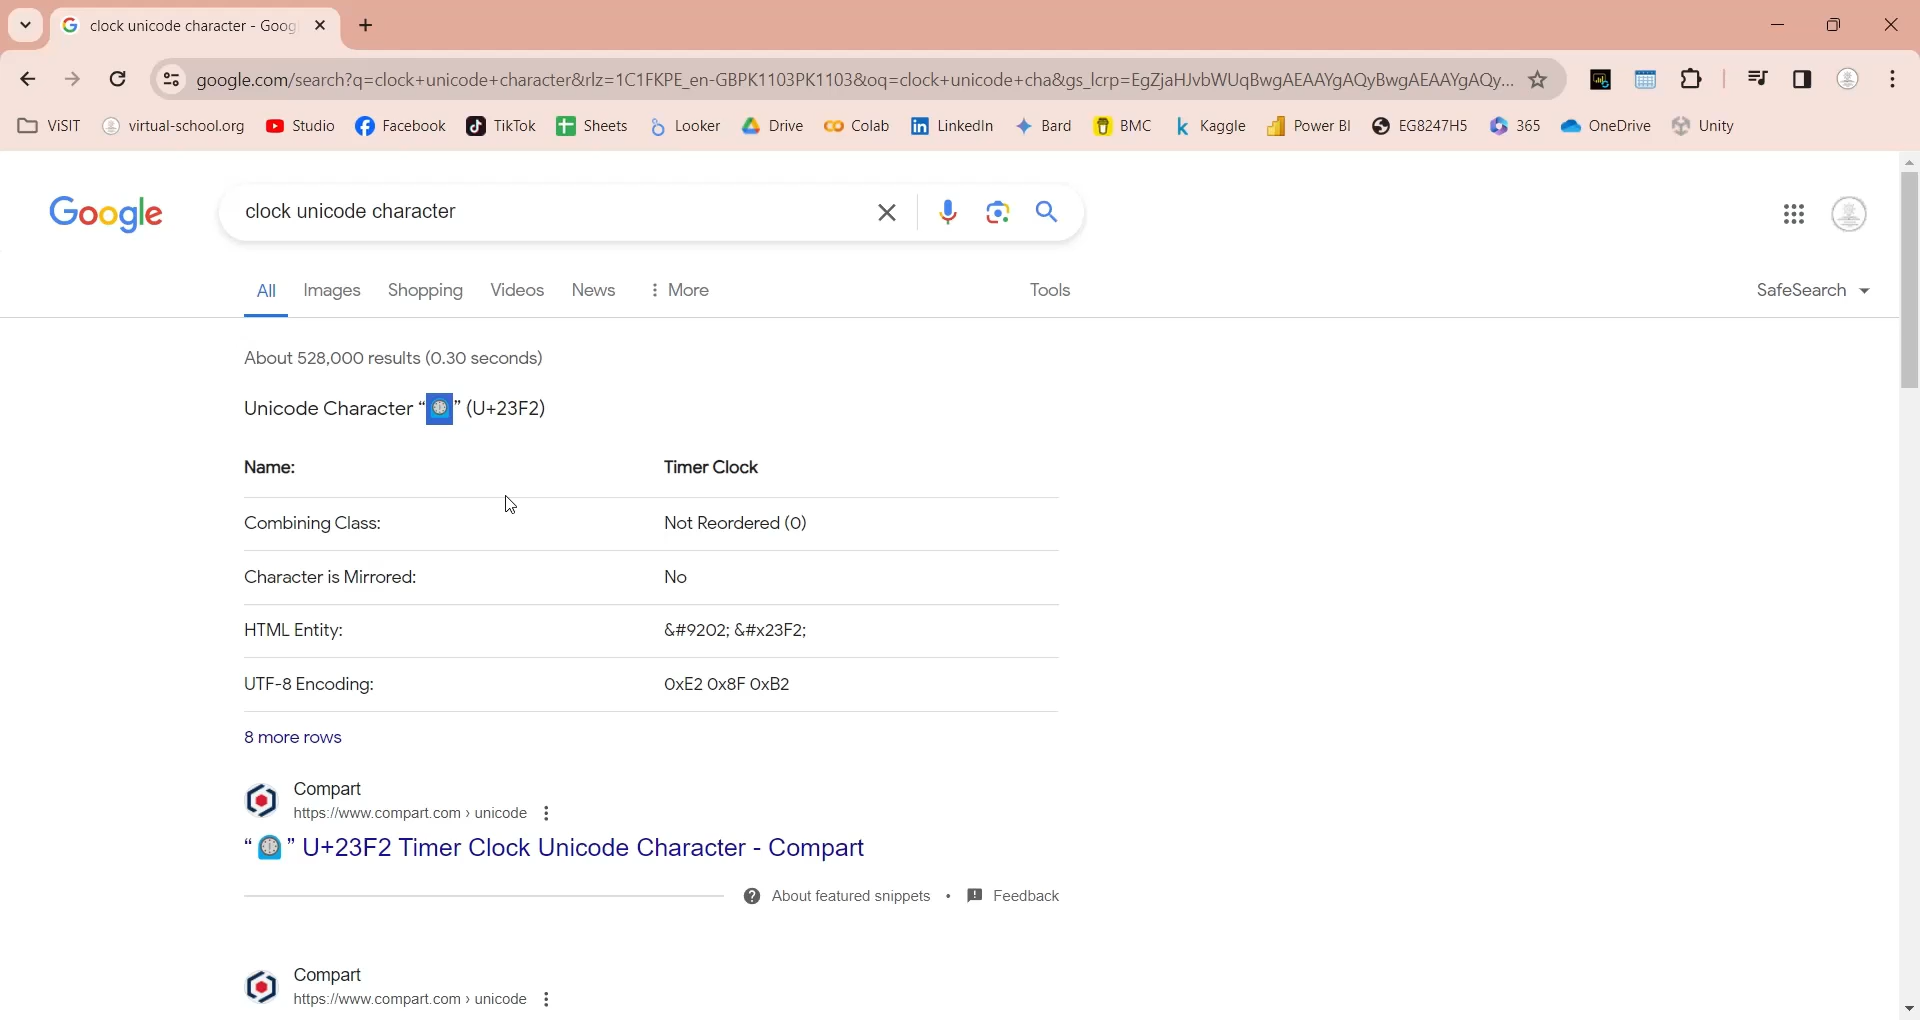 clock unicode character - Goog
google.com/search?q=clock+unicode+character&rlz=1C1FKPE_en-GBPK1103PK1103&oq=clock+unicode+cha&gs_lcrp=EgZjaHJvbWUqBwgAEAAYgAQyBwgAEAAYgAQy...
ViSIT virtual-school.org Studio Facebook TikTok Sheets Looker Drive Colab LinkedIn Bard BMC Kaggle Power BI EG8247H5 365 OneDrive Unity
Google clock unicode character
All Images Shopping Videos News More Tools SafeSearch
About 528,000 results (0.30 seconds)
Unicode Character “⏲” (U+23F2)
Name: Timer Clock
Combining Class: Not Reordered (0)
Character is Mirrored: No
HTML Entity: &#9202; &#x23F2;
UTF-8 Encoding: 0xE2 0x8F 0xB2
8 more rows
Compart
https://www.compart.com › unicode
“⏲” U+23F2 Timer Clock Unicode Character - Compart
About featured snippets • Feedback
Compart
https://www.compart.com › unicode